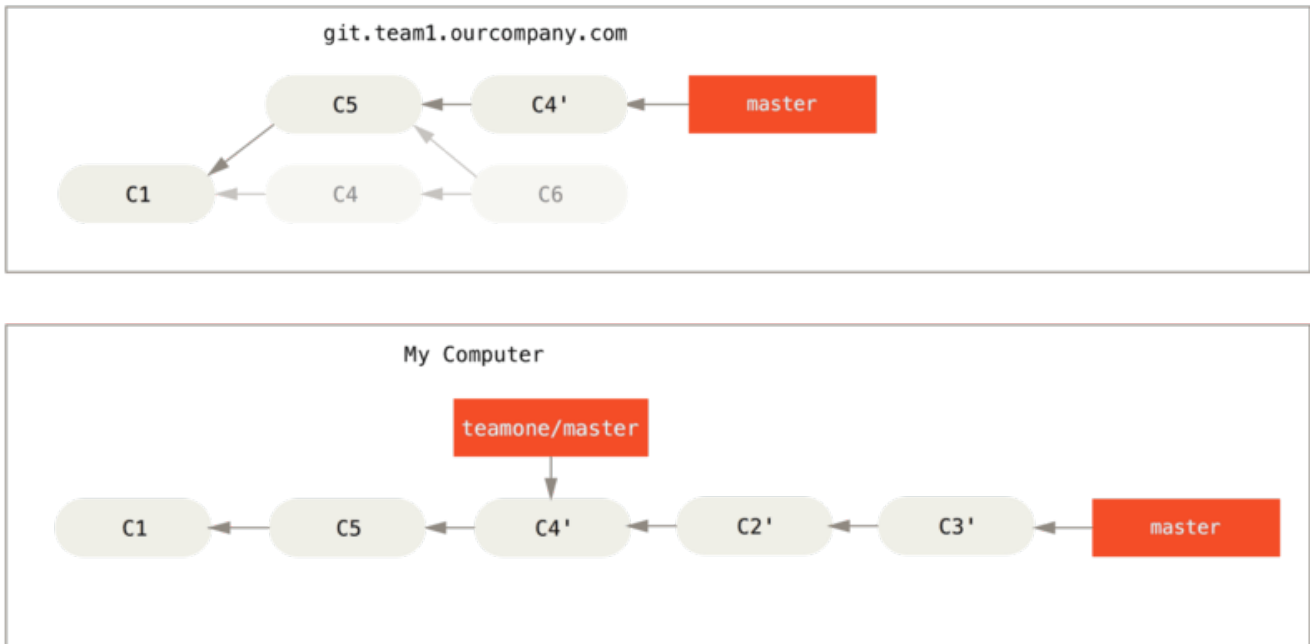 git.team1.ourcompany.com
C5 C4' master
C1 C4 C6
My Computer
teamone/master
C1 C5 C4' C2' C3' master